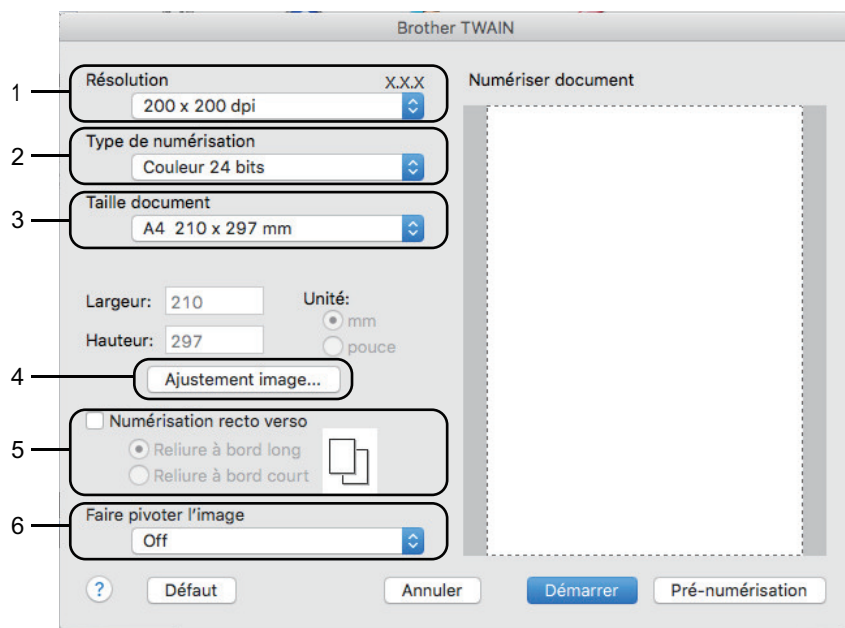 Brother TWAIN
1
Résolution X.X.X
200 x 200 dpi
2
Type de numérisation
Couleur 24 bits
3
Taille document
A4 210 x 297 mm
Largeur: 210
Unité:
mm
Hauteur: 297
pouce
4
Ajustement image...
5
Numérisation recto verso
Reliure à bord long
Reliure à bord court
6
Faire pivoter l'image
Off
Numériser document
? Défaut Annuler Démarrer Pré-numérisation